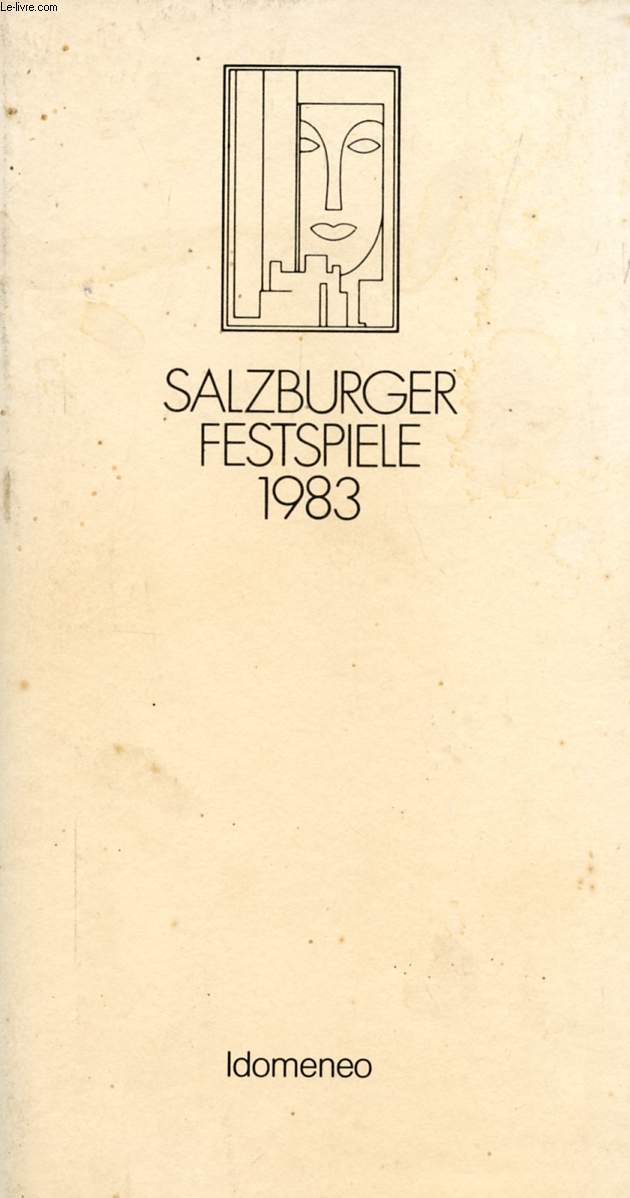 Le-livre.com
SALZBURGER
FESTSPIELE
1983
Idomeneo